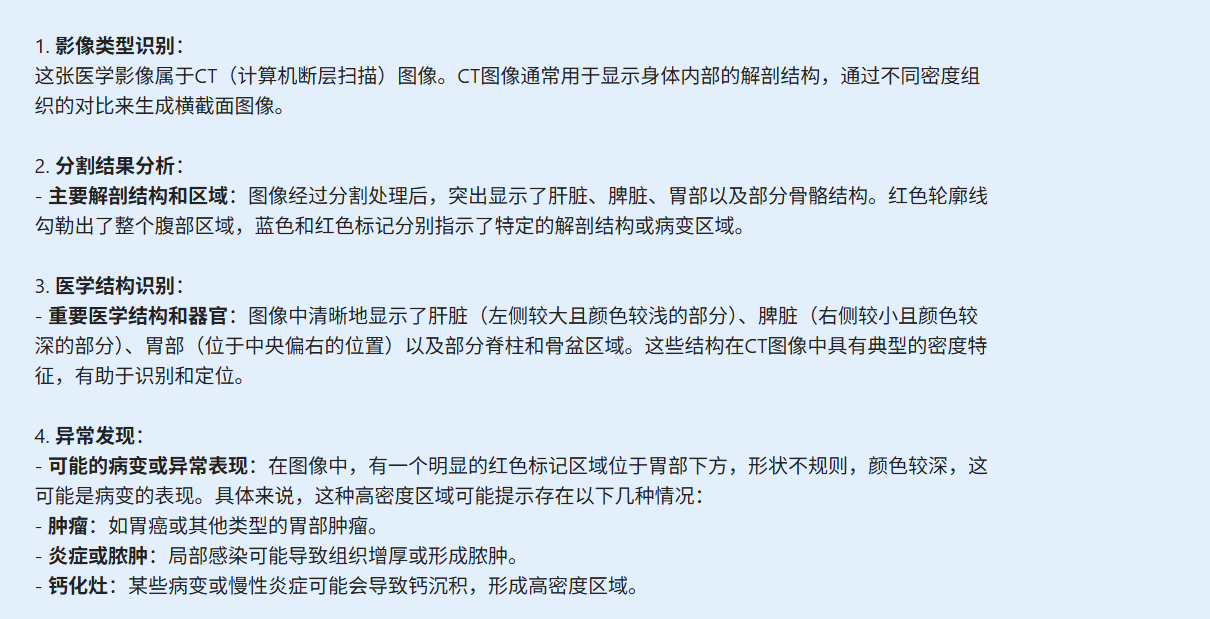 1. 影像类型识别：
这张医学影像属于CT（计算机断层扫描）图像。CT图像通常用于显示身体内部的解剖结构，通过不同密度组
织的对比来生成横截面图像。
2. 分割结果分析：
- 主要解剖结构和区域：图像经过分割处理后，突出显示了肝脏、脾脏、胃部以及部分骨骼结构。红色轮廓线
勾勒出了整个腹部区域，蓝色和红色标记分别指示了特定的解剖结构或病变区域。
3. 医学结构识别：
- 重要医学结构和器官：图像中清晰地显示了肝脏（左侧较大且颜色较浅的部分）、脾脏（右侧较小且颜色较
深的部分）、胃部（位于中央偏右的位置）以及部分脊柱和骨盆区域。这些结构在CT图像中具有典型的密度特
征，有助于识别和定位。
4. 异常发现：
- 可能的病变或异常表现：在图像中，有一个明显的红色标记区域位于胃部下方，形状不规则，颜色较深，这
可能是病变的表现。具体来说，这种高密度区域可能提示存在以下几种情况：
- 肿瘤：如胃癌或其他类型的胃部肿瘤。
- 炎症或脓肿：局部感染可能导致组织增厚或形成脓肿。
- 钙化灶：某些病变或慢性炎症可能会导致钙沉积，形成高密度区域。